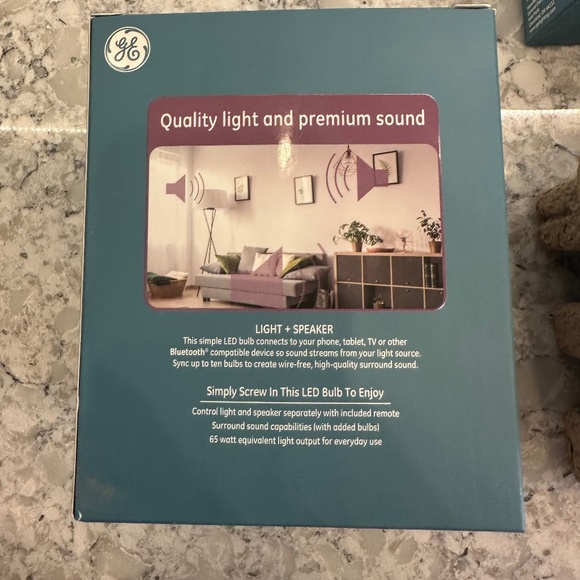 GE
Quality light and premium sound
LIGHT + SPEAKER
This simple LED bulb connects to your phone, tablet, TV or other
Bluetooth® compatible device so sound streams from your light source.
Sync up to ten bulbs to create wire-free, high-quality surround sound.
Simply Screw In This LED Bulb To Enjoy
Control light and speaker separately with included remote
Surround sound capabilities (with added bulbs)
65 watt equivalent light output for everyday use